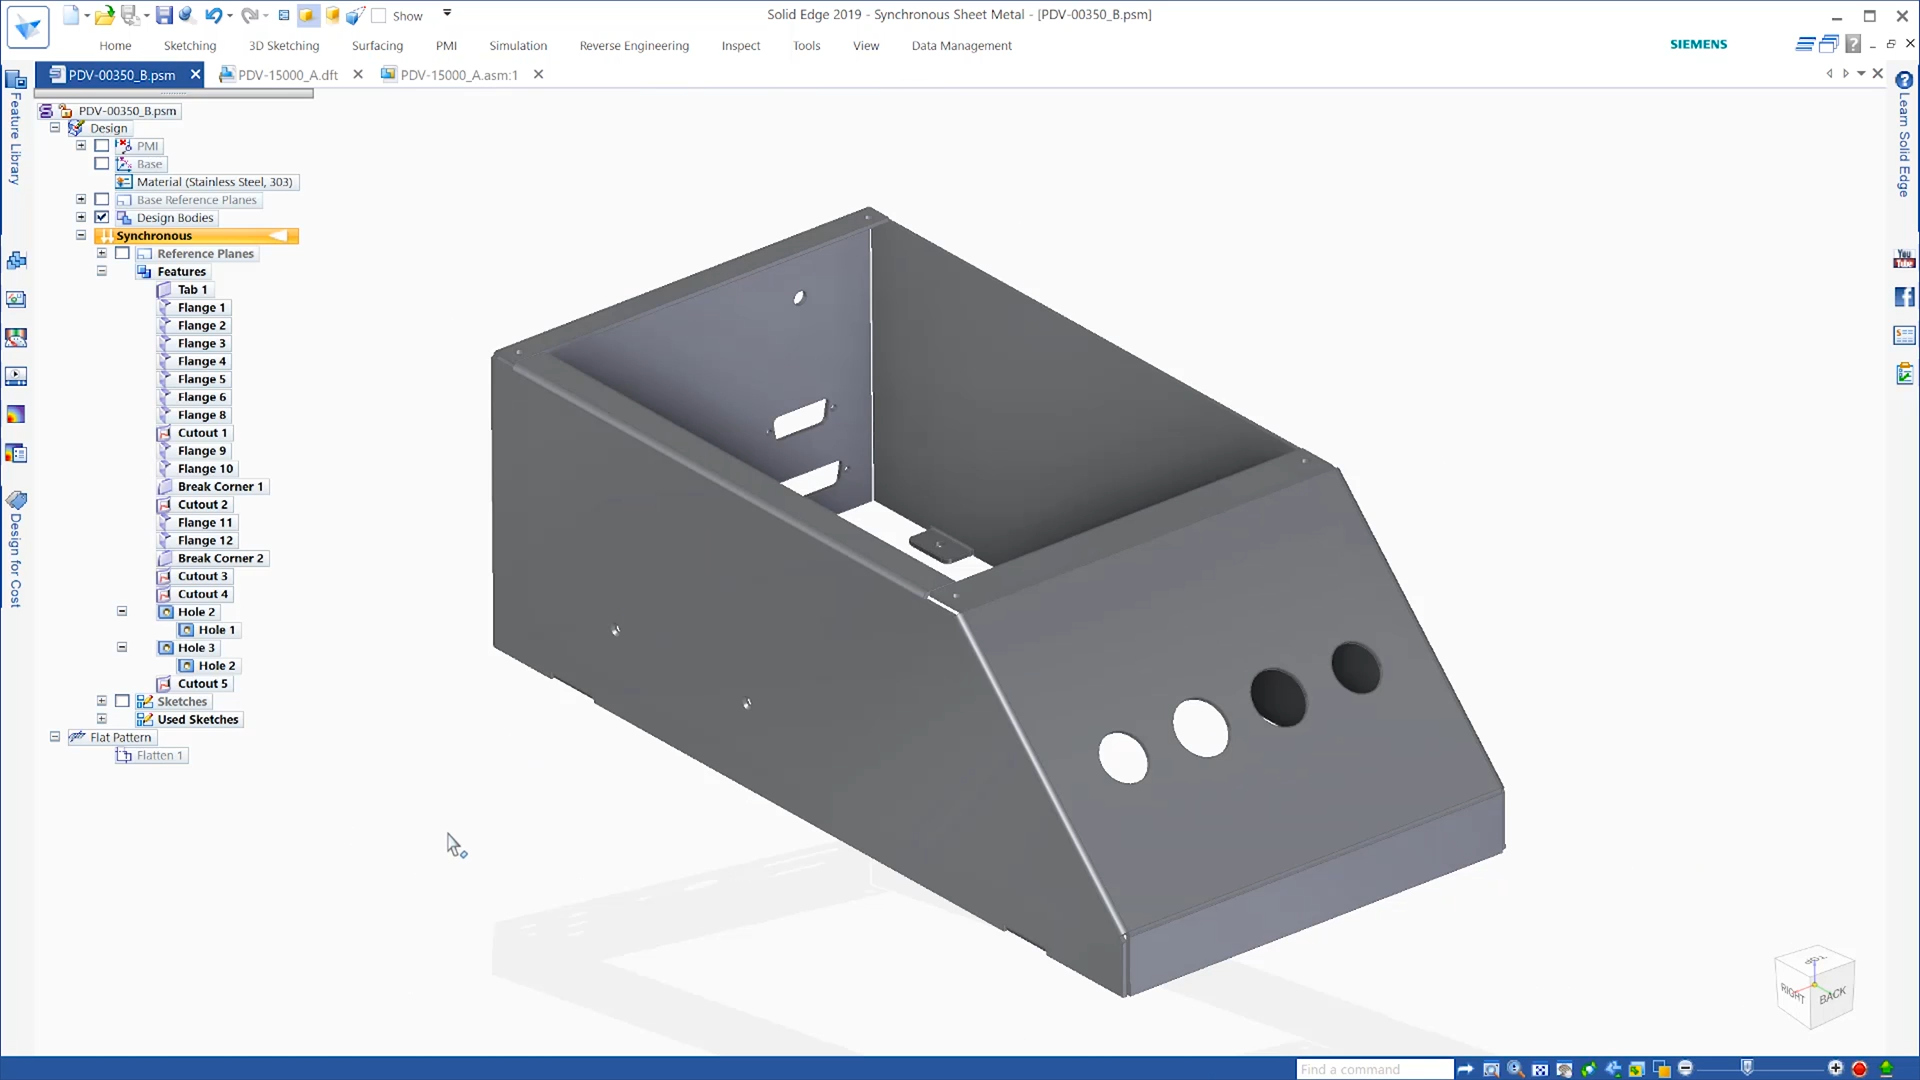 Show
Solid Edge 2019 - Synchronous Sheet Metal - [PDV-00350_B.psm]
Home Sketching 3D Sketching Surfacing PMI Simulation Reverse Engineering Inspect Tools View Data Management
SIEMENS
PDV-00350_B.psm PDV-15000_A.dft PDV-15000_A.asm:1
Feature Library
Design for Cost
PDV-00350_B.psm
Design
PMI
Base
Material (Stainless Steel, 303)
Base Reference Planes
Design Bodies
Synchronous
Reference Planes
Features
Tab 1
Flange 1
Flange 2
Flange 3
Flange 4
Flange 5
Flange 6
Flange 8
Cutout 1
Flange 9
Flange 10
Break Corner 1
Cutout 2
Flange 11
Flange 12
Break Corner 2
Cutout 3
Cutout 4
Hole 2
Hole 1
Hole 3
Hole 2
Cutout 5
Sketches
Used Sketches
Flat Pattern
Flatten 1
Learn Solid Edge
You
Tube
TOP
RIGHT
BACK
Find a command